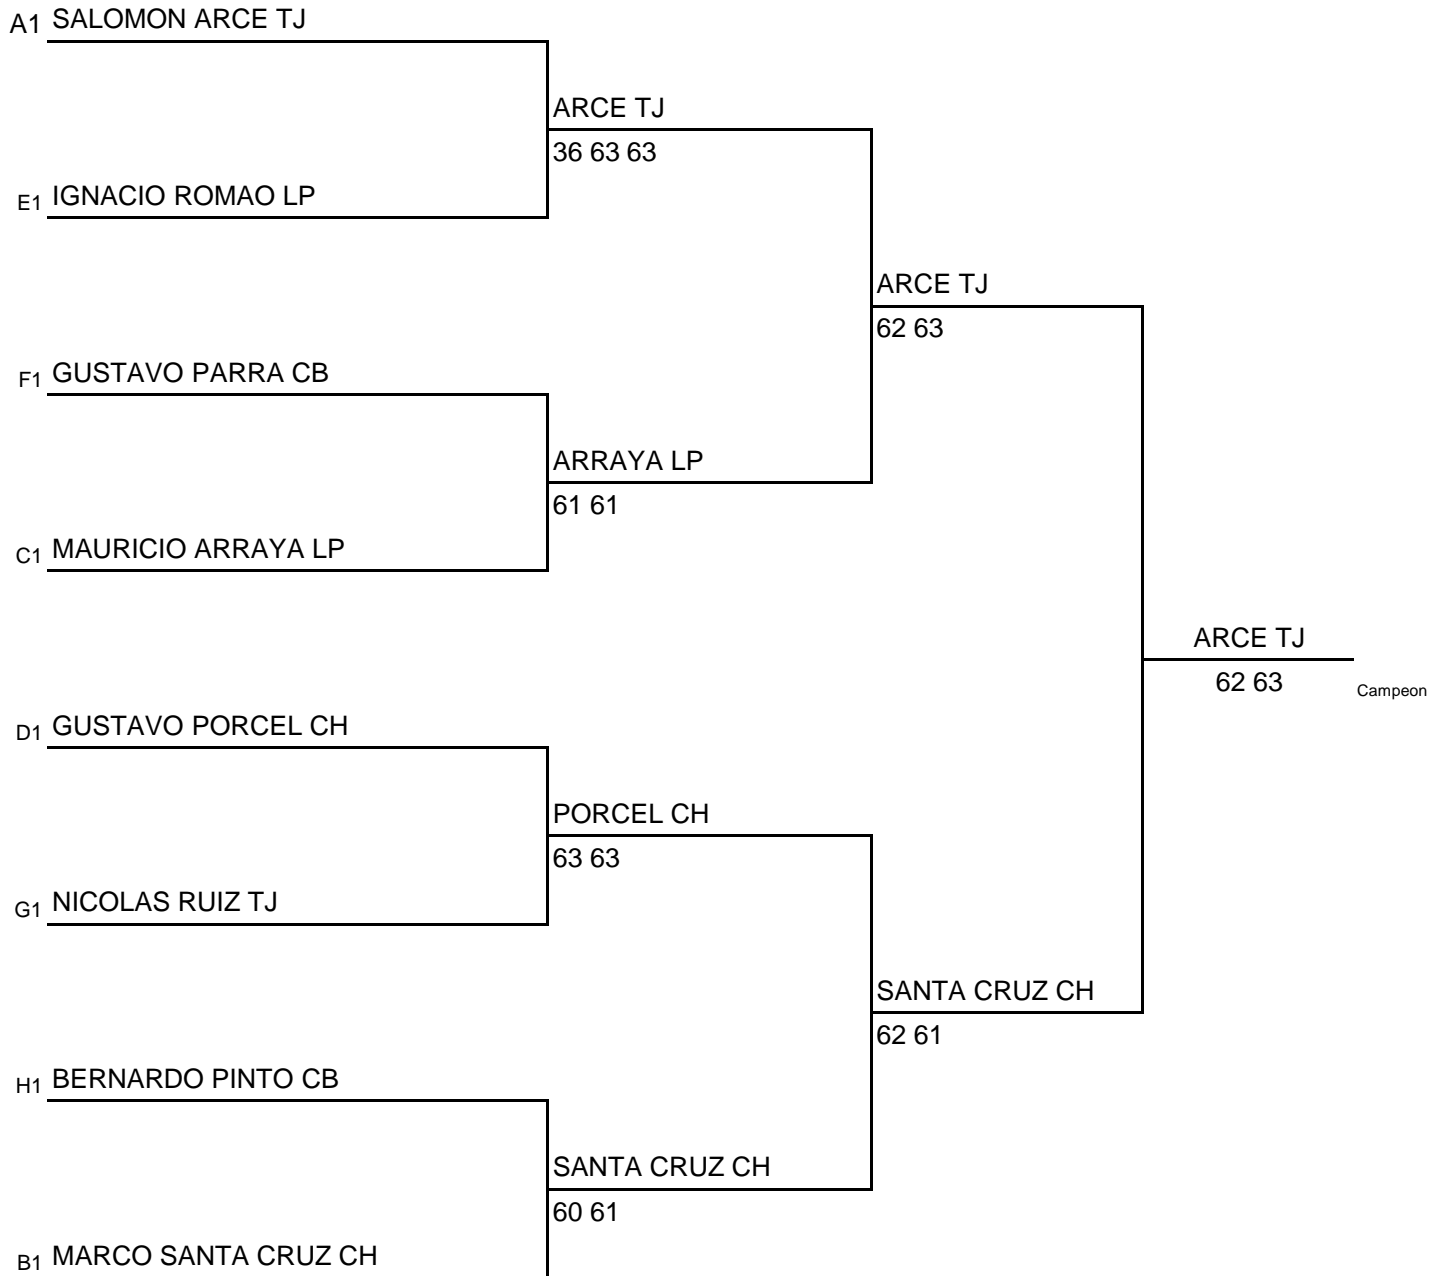 A1 SALOMON ARCE TJ
ARCE TJ
36 63 63
E1 IGNACIO ROMAO LP
ARCE TJ
62 63
F1 GUSTAVO PARRA CB
ARRAYA LP
61 61
C1 MAURICIO ARRAYA LP
ARCE TJ
62 63
Campeon
D1 GUSTAVO PORCEL CH
PORCEL CH
63 63
G1 NICOLAS RUIZ TJ
SANTA CRUZ CH
62 61
H1 BERNARDO PINTO CB
SANTA CRUZ CH
60 61
B1 MARCO SANTA CRUZ CH